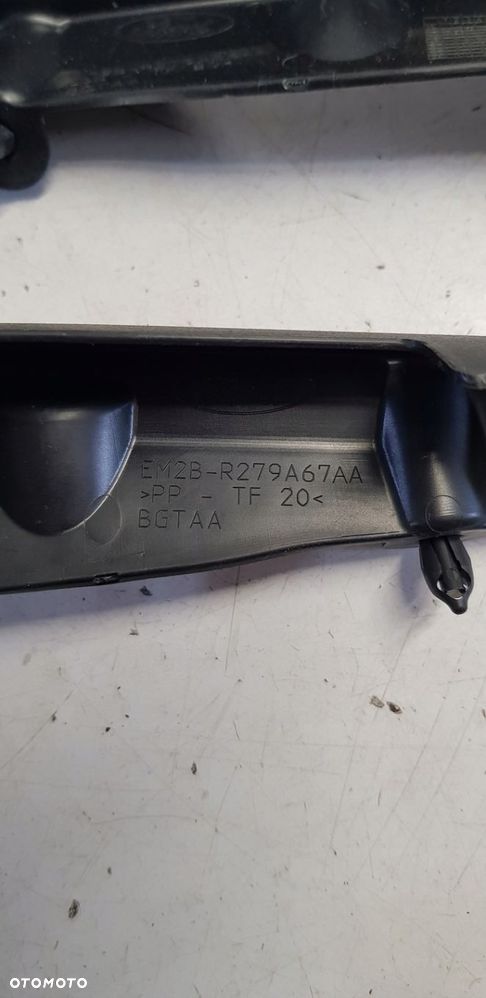 EM2B-R279A67AA
>PP - TF 20<
BGTAA
OTOMOTO